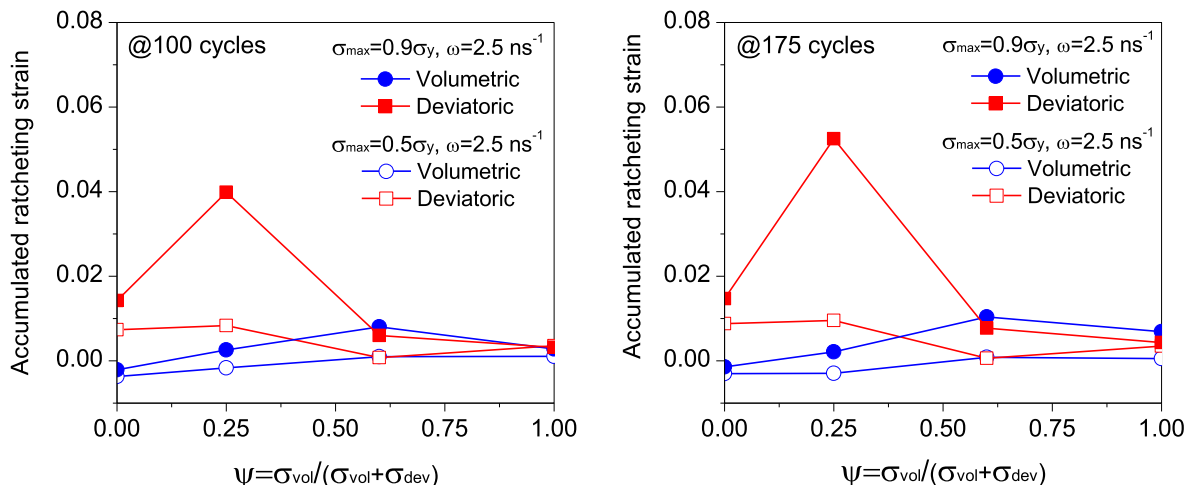 @100 cycles
σmax=0.9σy, ω=2.5 ns-1
Volumetric
Deviatoric
σmax=0.5σy, ω=2.5 ns-1
Volumetric
Deviatoric
Accumulated ratcheting strain
0.08
0.06
0.04
0.02
0.00
0.00 0.25 0.50 0.75 1.00
ψ=σvol/(σvol+σdev)
@175 cycles
σmax=0.9σy, ω=2.5 ns-1
Volumetric
Deviatoric
σmax=0.5σy, ω=2.5 ns-1
Volumetric
Deviatoric
Accumulated ratcheting strain
0.08
0.06
0.04
0.02
0.00
0.00 0.25 0.50 0.75 1.00
ψ=σvol/(σvol+σdev)